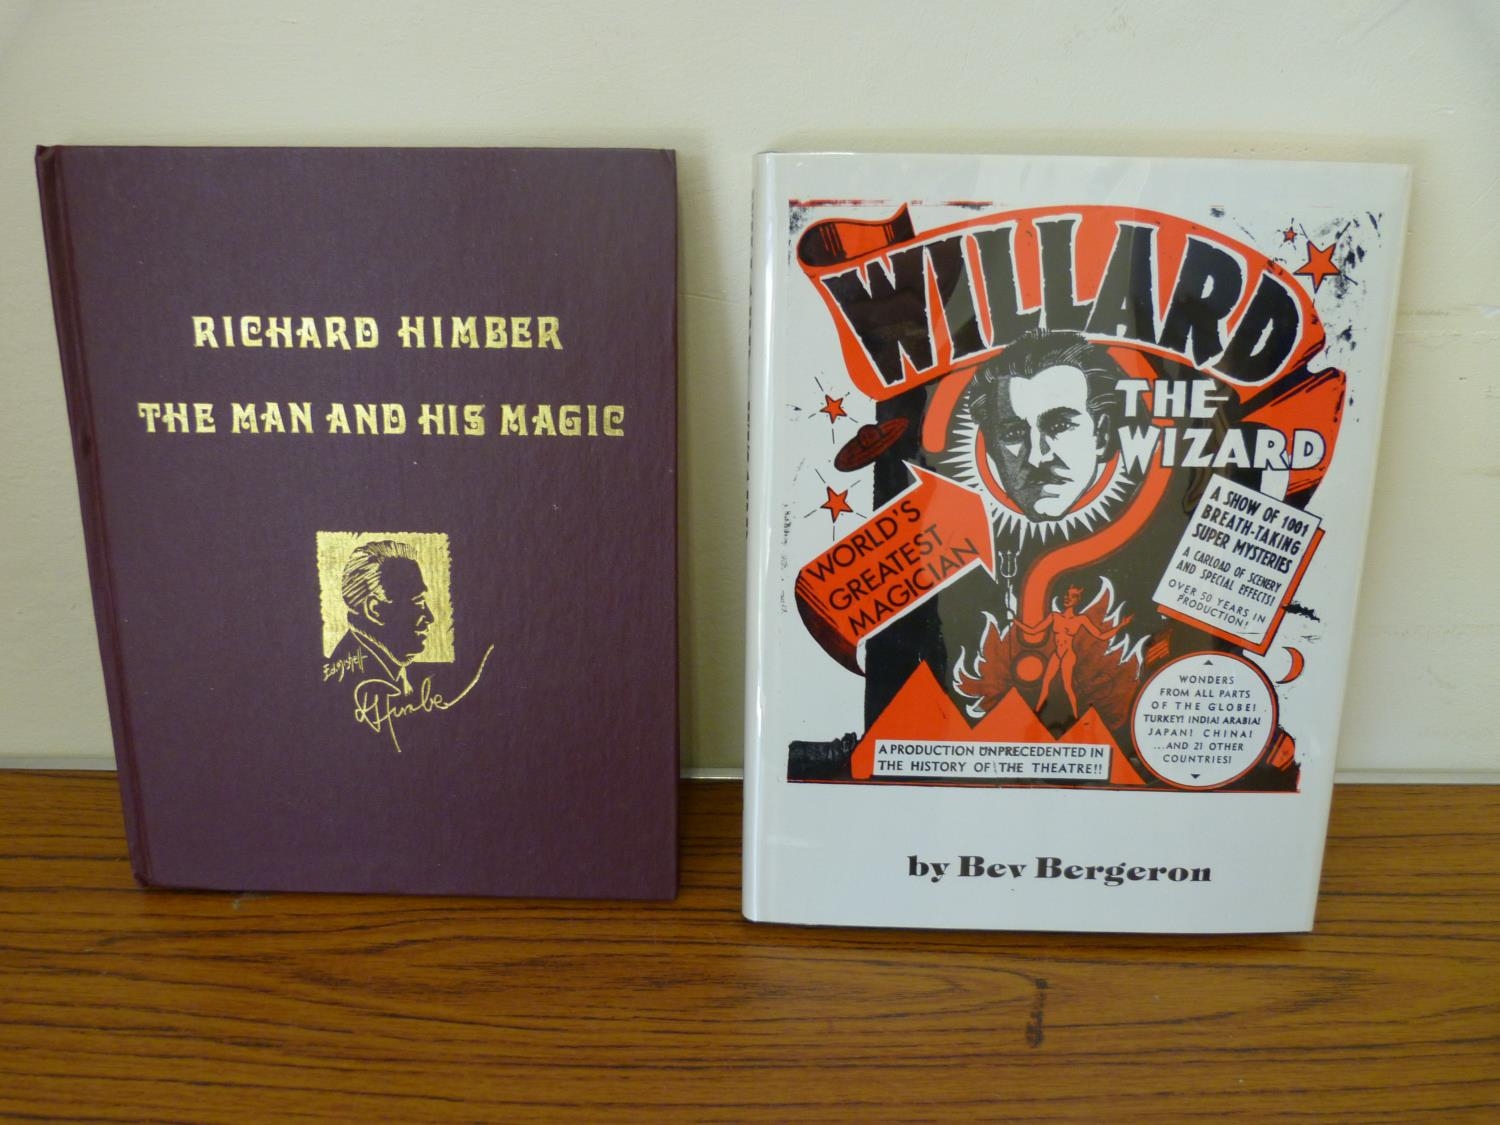 RICHARD HIMBER
THE MAN AND HIS MAGIC
Ed Mishell
R Himber
WILLARD
THE
WIZARD
WORLD'S
GREATEST
MAGICIAN
A SHOW OF 1001
BREATH-TAKING
SUPER MYSTERIES
A CARLOAD OF SCENERY
AND SPECIAL EFFECTS!
OVER 50 YEARS IN
PRODUCTION!
WONDERS
FROM ALL PARTS
OF THE GLOBE!
TURKEY! INDIA! ARABIA!
JAPAN! CHINA!
...AND 21 OTHER
COUNTRIES!
A PRODUCTION UNPRECEDENTED IN
THE HISTORY OF THE THEATRE!!
by Bev Bergeron